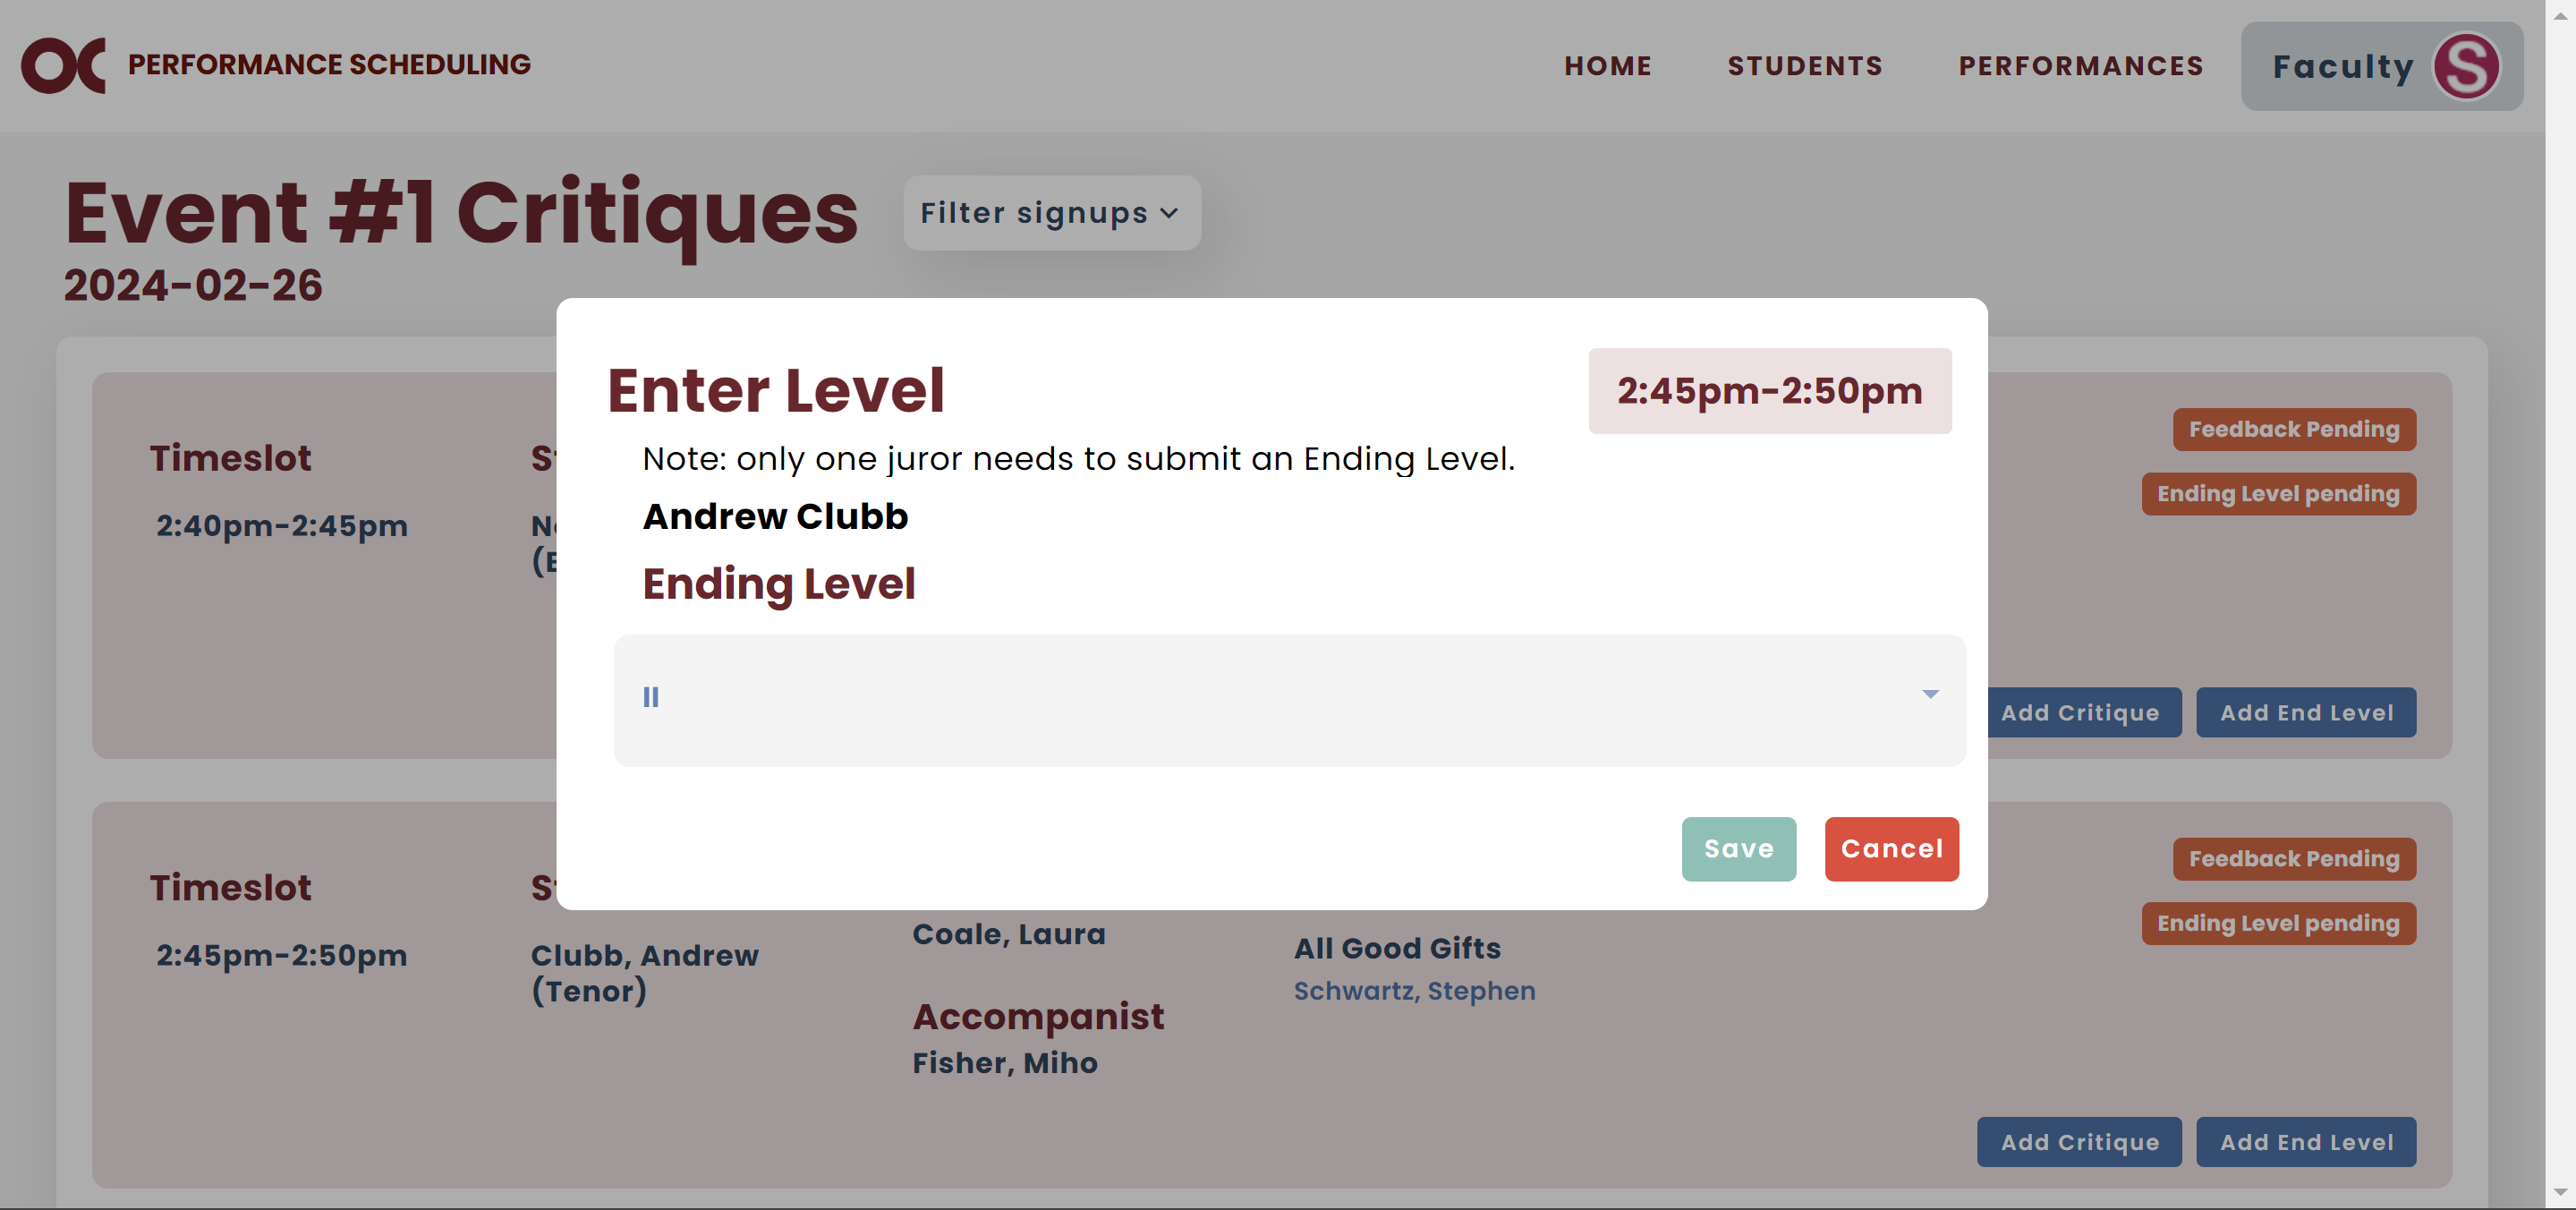 OC PERFORMANCE SCHEDULING
HOME STUDENTS PERFORMANCES Faculty S
Event #1 Critiques
Filter signups
2024-02-26
Enter Level
2:45pm-2:50pm
Note: only one juror needs to submit an Ending Level.
Andrew Clubb
Ending Level
II
Save Cancel
Timeslot
2:40pm-2:45pm
Feedback Pending
Ending Level pending
Add Critique Add End Level
Timeslot
2:45pm-2:50pm
Clubb, Andrew
(Tenor)
Coale, Laura
Accompanist
Fisher, Miho
All Good Gifts
Schwartz, Stephen
Feedback Pending
Ending Level pending
Add Critique Add End Level